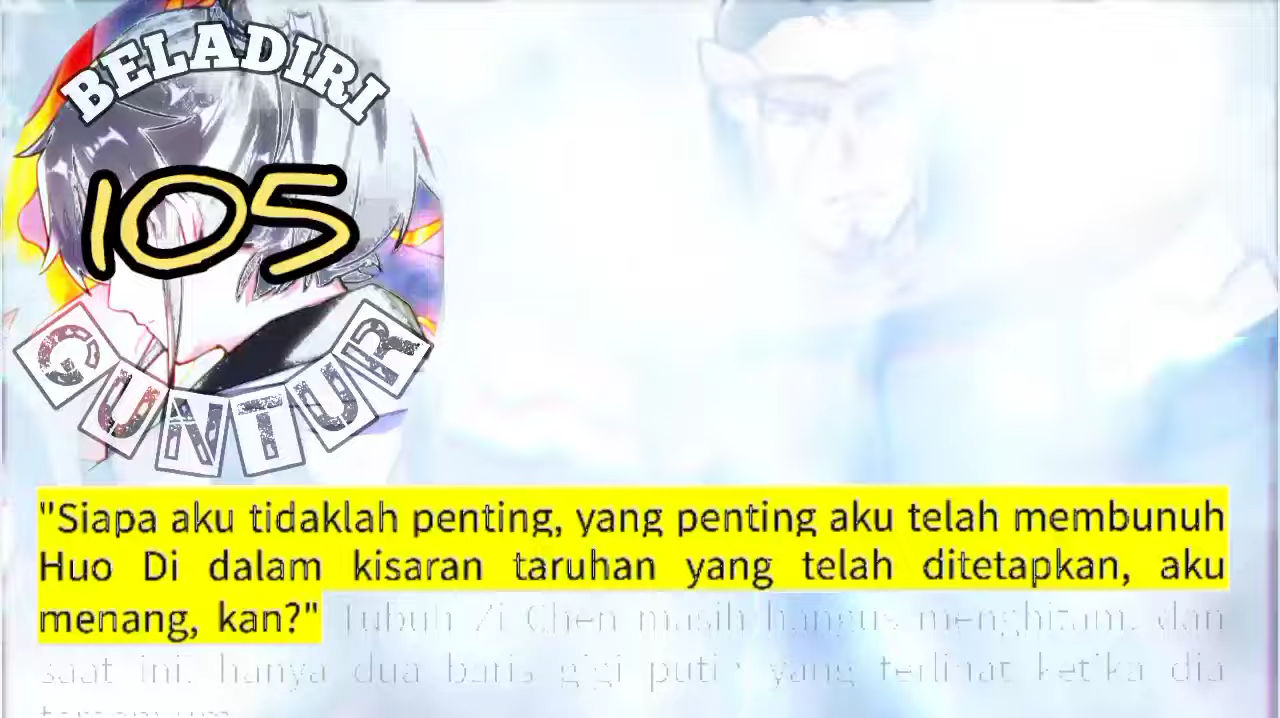 BELADIRI
105
GUNTUR
"Siapa aku tidaklah penting, yang penting aku telah membunuh
Huo Di dalam kisaran taruhan yang telah ditetapkan, aku
menang, kan?" Tubuh Zi Chen masih hangus menghitam, dan
saat ini, hanya dua baris gigi putih yang terlihat ketika dia
tersenyum